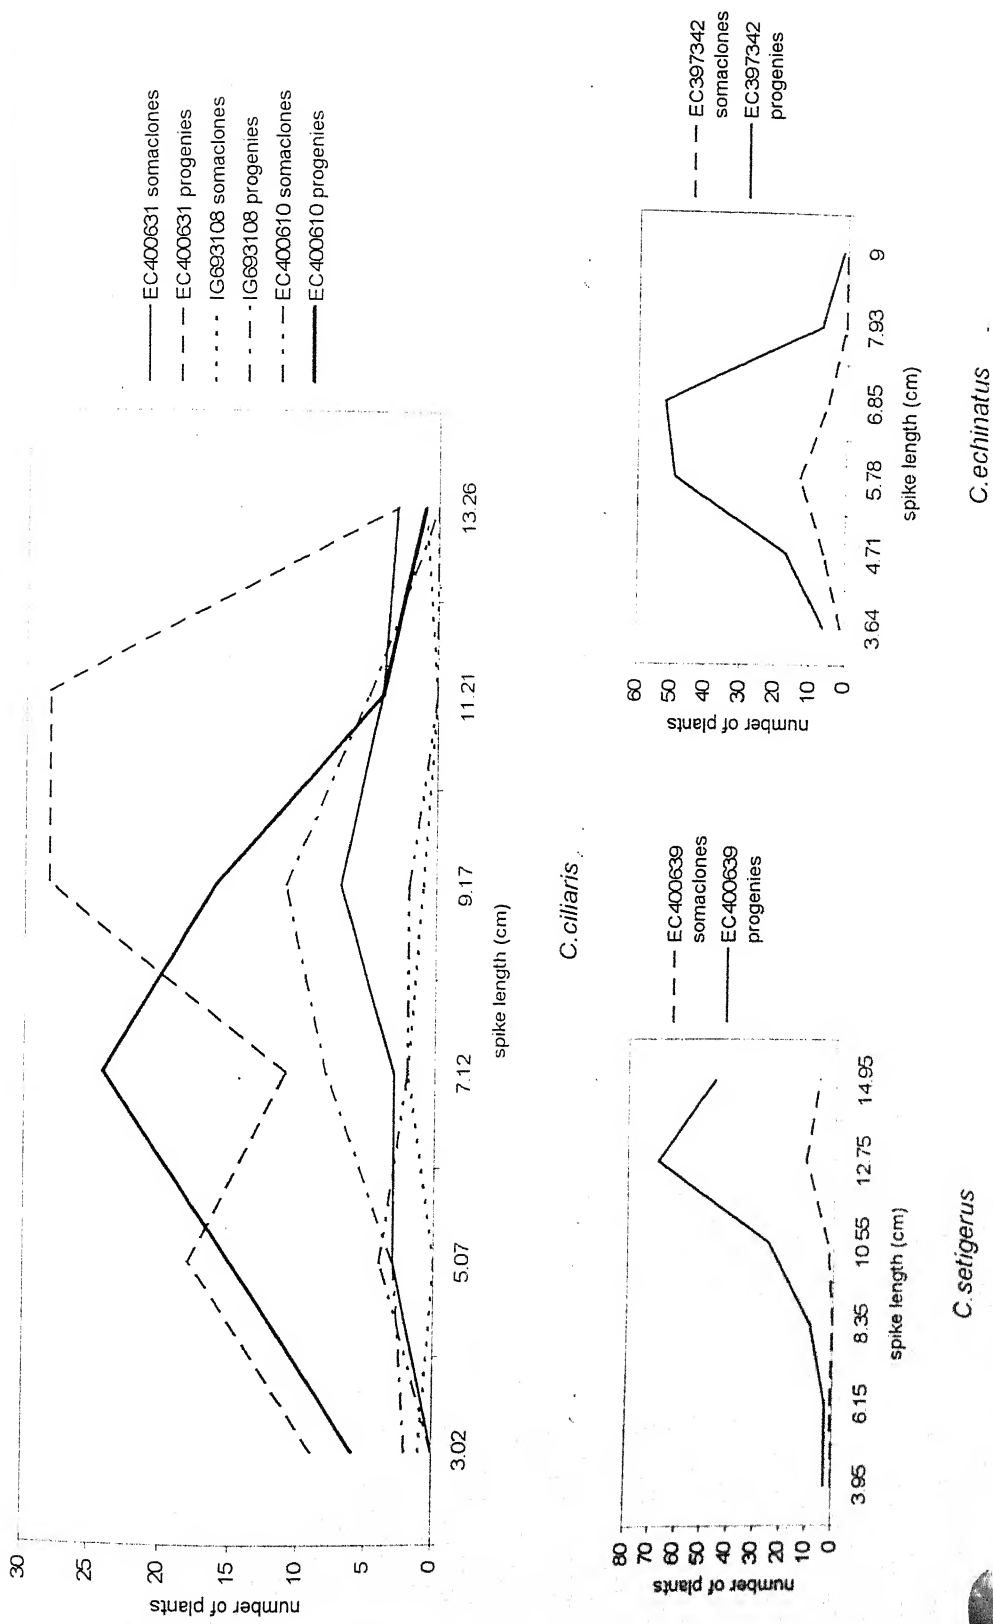 EC400631 somaclones
EC400631 progenies
IG693108 somaclones
IG693108 progenies
EC400610 somaclones
EC400610 progenies
number of plants
30
25
20
15
10
5
0
3.02 5.07 7.12 9.17 11.21 13.26
spike length (cm)
C.ciliaris
number of plants
80
70
60
50
40
30
20
10
0
3.95 6.15 8.35 10 55 12.75 14.95
spike length (cm)
EC400639
somaclones
EC400639
progenies
C.setigerus
number of plants
60
50
40
30
20
10
0
3.64 4.71 5.78 6.85 7.93 9
spike length (cm)
EC397342
somaclones
EC397342
progenies
C.echinatus